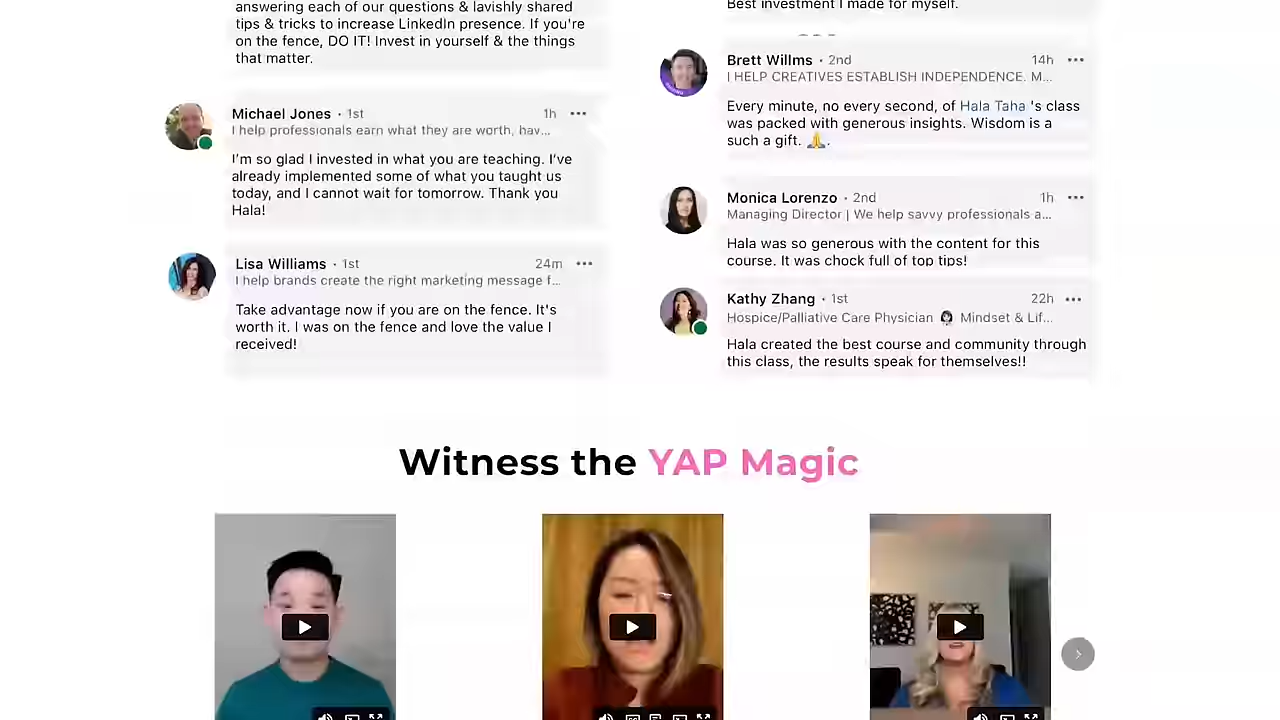 answering each of our questions & lavishly shared
tips & tricks to increase LinkedIn presence. If you're
on the fence, DO IT! Invest in yourself & the things
that matter.
Michael Jones · 1st 1h ···
I help professionals earn what they are worth, hav...
I'm so glad I invested in what you are teaching. I've
already implemented some of what you taught us
today, and I cannot wait for tomorrow. Thank you
Hala!
Lisa Williams · 1st 24m ···
I help brands create the right marketing message f...
Take advantage now if you are on the fence. It's
worth it. I was on the fence and love the value I
received!
Best investment I made for myself.
Brett Willms · 2nd 14h ···
I HELP CREATIVES ESTABLISH INDEPENDENCE. M...
Every minute, no every second, of Hala Taha 's class
was packed with generous insights. Wisdom is a
such a gift. 🙏.
Monica Lorenzo · 2nd 1h ···
Managing Director | We help savvy professionals a...
Hala was so generous with the content for this
course. It was chock full of top tips!
Kathy Zhang · 1st 22h ···
Hospice/Palliative Care Physician 👩🏻‍⚕️ Mindset & Lif...
Hala created the best course and community through
this class, the results speak for themselves!!
Witness the YAP Magic